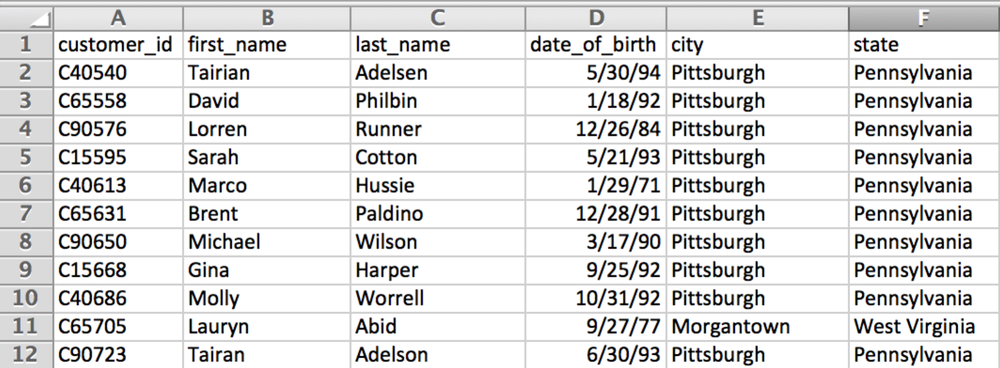 A B C D E F
1 customer_id first_name last_name date_of_birth city state
2 C40540 Tairian Adelsen 5/30/94 Pittsburgh Pennsylvania
3 C65558 David Philbin 1/18/92 Pittsburgh Pennsylvania
4 C90576 Lorren Runner 12/26/84 Pittsburgh Pennsylvania
5 C15595 Sarah Cotton 5/21/93 Pittsburgh Pennsylvania
6 C40613 Marco Hussie 1/29/71 Pittsburgh Pennsylvania
7 C65631 Brent Paldino 12/28/91 Pittsburgh Pennsylvania
8 C90650 Michael Wilson 3/17/90 Pittsburgh Pennsylvania
9 C15668 Gina Harper 9/25/92 Pittsburgh Pennsylvania
10 C40686 Molly Worrell 10/31/92 Pittsburgh Pennsylvania
11 C65705 Lauryn Abid 9/27/77 Morgantown West Virginia
12 C90723 Tairan Adelson 6/30/93 Pittsburgh Pennsylvania